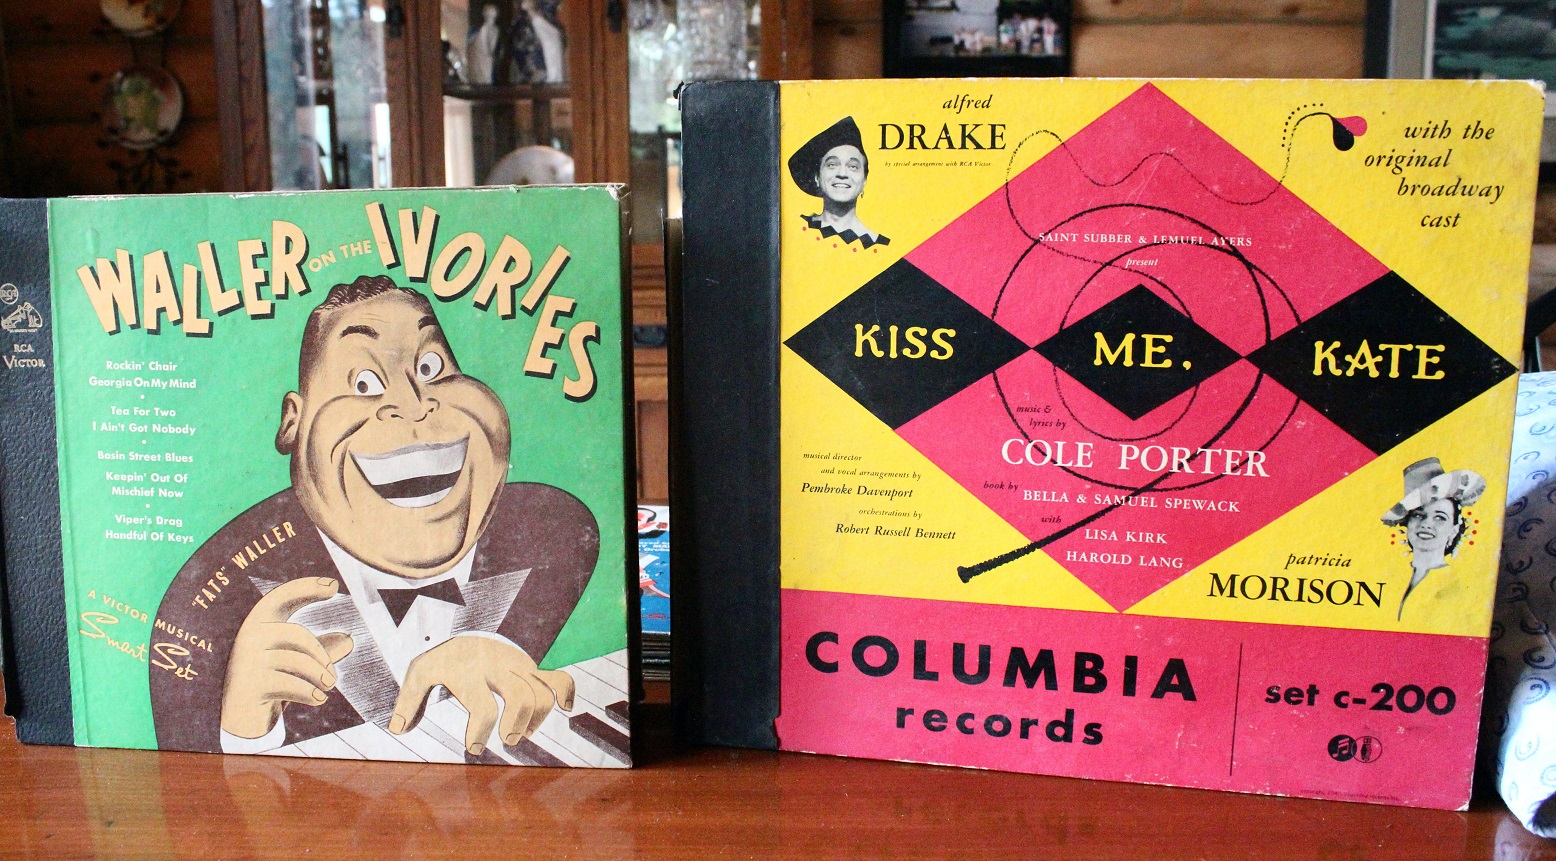 RCA
VICTOR
WALLER ON THE IVORIES
Rockin' Chair
Georgia On My Mind
Tea For Two
I Ain't Got Nobody
Basin Street Blues
Keepin' Out Of
Mischief Now
Viper's Drag
Handful Of Keys
"FATS" WALLER
A VICTOR MUSICAL
Smart Set
alfred
DRAKE
by special arrangement with RCA Victor
with the
original
broadway
cast
SAINT SUBBER & LEMUEL AYERS
present
KISS ME, KATE
music &
lyrics by
COLE PORTER
book by BELLA & SAMUEL SPEWACK
with
LISA KIRK
HAROLD LANG
musical director
and vocal arrangements by
Pembroke Davenport
orchestrations by
Robert Russell Bennett
patricia
MORISON
COLUMBIA
records
set c-200